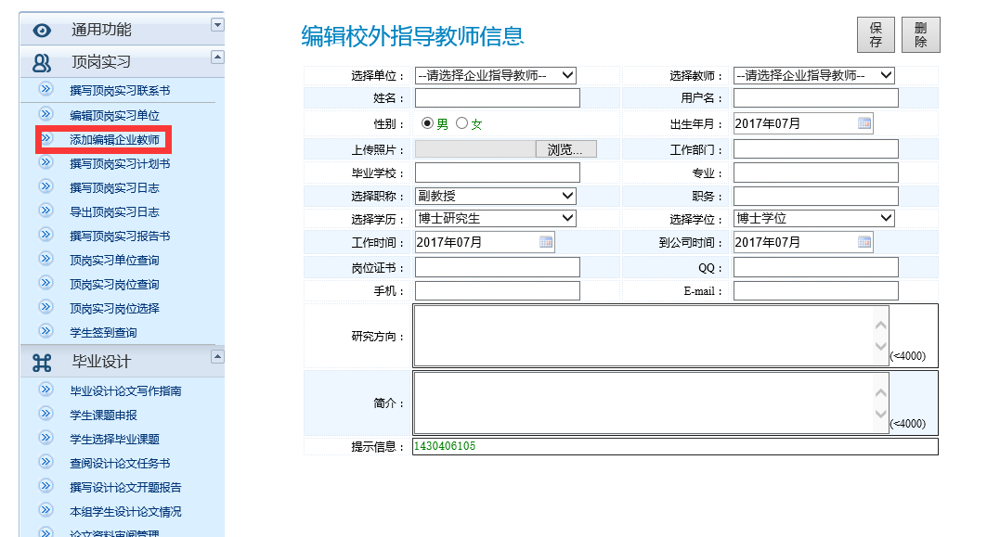 通用功能
顶岗实习
撰写顶岗实习联系书
编辑顶岗实习单位
添加编辑企业教师
撰写顶岗实习计划书
撰写顶岗实习日志
导出顶岗实习日志
撰写顶岗实习报告书
顶岗实习单位查询
顶岗实习岗位查询
顶岗实习岗位选择
学生签到查询
毕业设计
毕业设计论文写作指南
学生课题申报
学生选择毕业课题
查阅设计论文任务书
撰写设计论文开题报告
本组学生设计论文情况
论文资料审阅管理
编辑校外指导教师信息
保存
删除
选择单位： --请选择企业指导教师-- 选择教师： --请选择企业指导教师--
姓名： 用户名：
性别： 男 女 出生年月： 2017年07月
上传照片： 浏览... 工作部门：
毕业学校： 专业：
选择职称： 副教授 职务：
选择学历： 博士研究生 选择学位： 博士学位
工作时间： 2017年07月 到公司时间： 2017年07月
岗位证书： QQ：
手机： E-mail：
研究方向： (<4000)
简介： (<4000)
提示信息： 1430406105